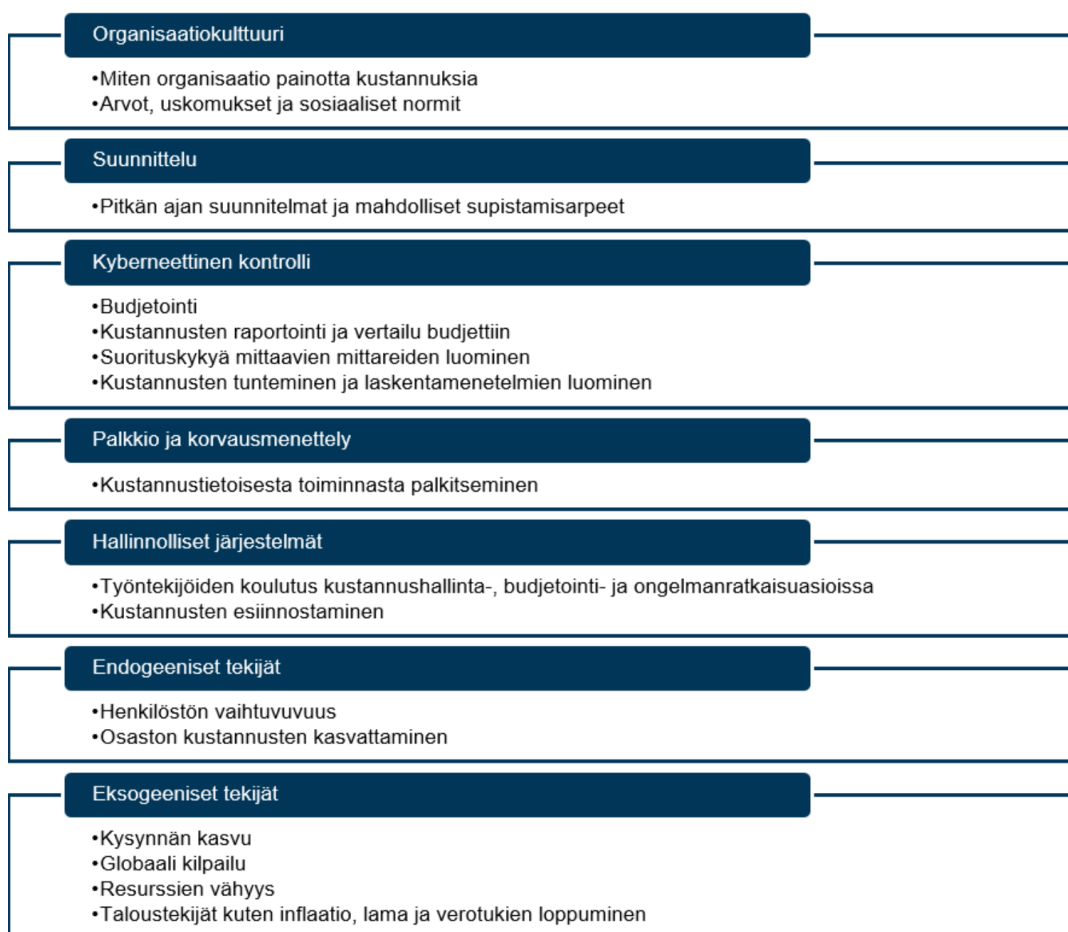 Organisaatiokulttuuri
•Miten organisaatio painotta kustannuksia
•Arvot, uskomukset ja sosiaaliset normit
Suunnittelu
•Pitkän ajan suunnitelmat ja mahdolliset supistamisarpeet
Kyberneettinen kontrolli
•Budjetointi
•Kustannusten raportointi ja vertailu budjettiin
•Suorituskykyä mittaavien mittareiden luominen
•Kustannusten tunteminen ja laskentamenetelmien luominen
Palkkio ja korvausmenettely
•Kustannustietoisesta toiminnasta palkitseminen
Hallinnolliset järjestelmät
•Työntekijöiden koulutus kustannushallinta-, budjetointi- ja ongelmanratkaisuasioissa
•Kustannusten esiinnostaminen
Endogeeniset tekijät
•Henkilöstön vaihtuvuvuus
•Osaston kustannusten kasvattaminen
Eksogeeniset tekijät
•Kysynnän kasvu
•Globaali kilpailu
•Resurssien vähyys
•Taloustekijät kuten inflaatio, lama ja verotukien loppuminen